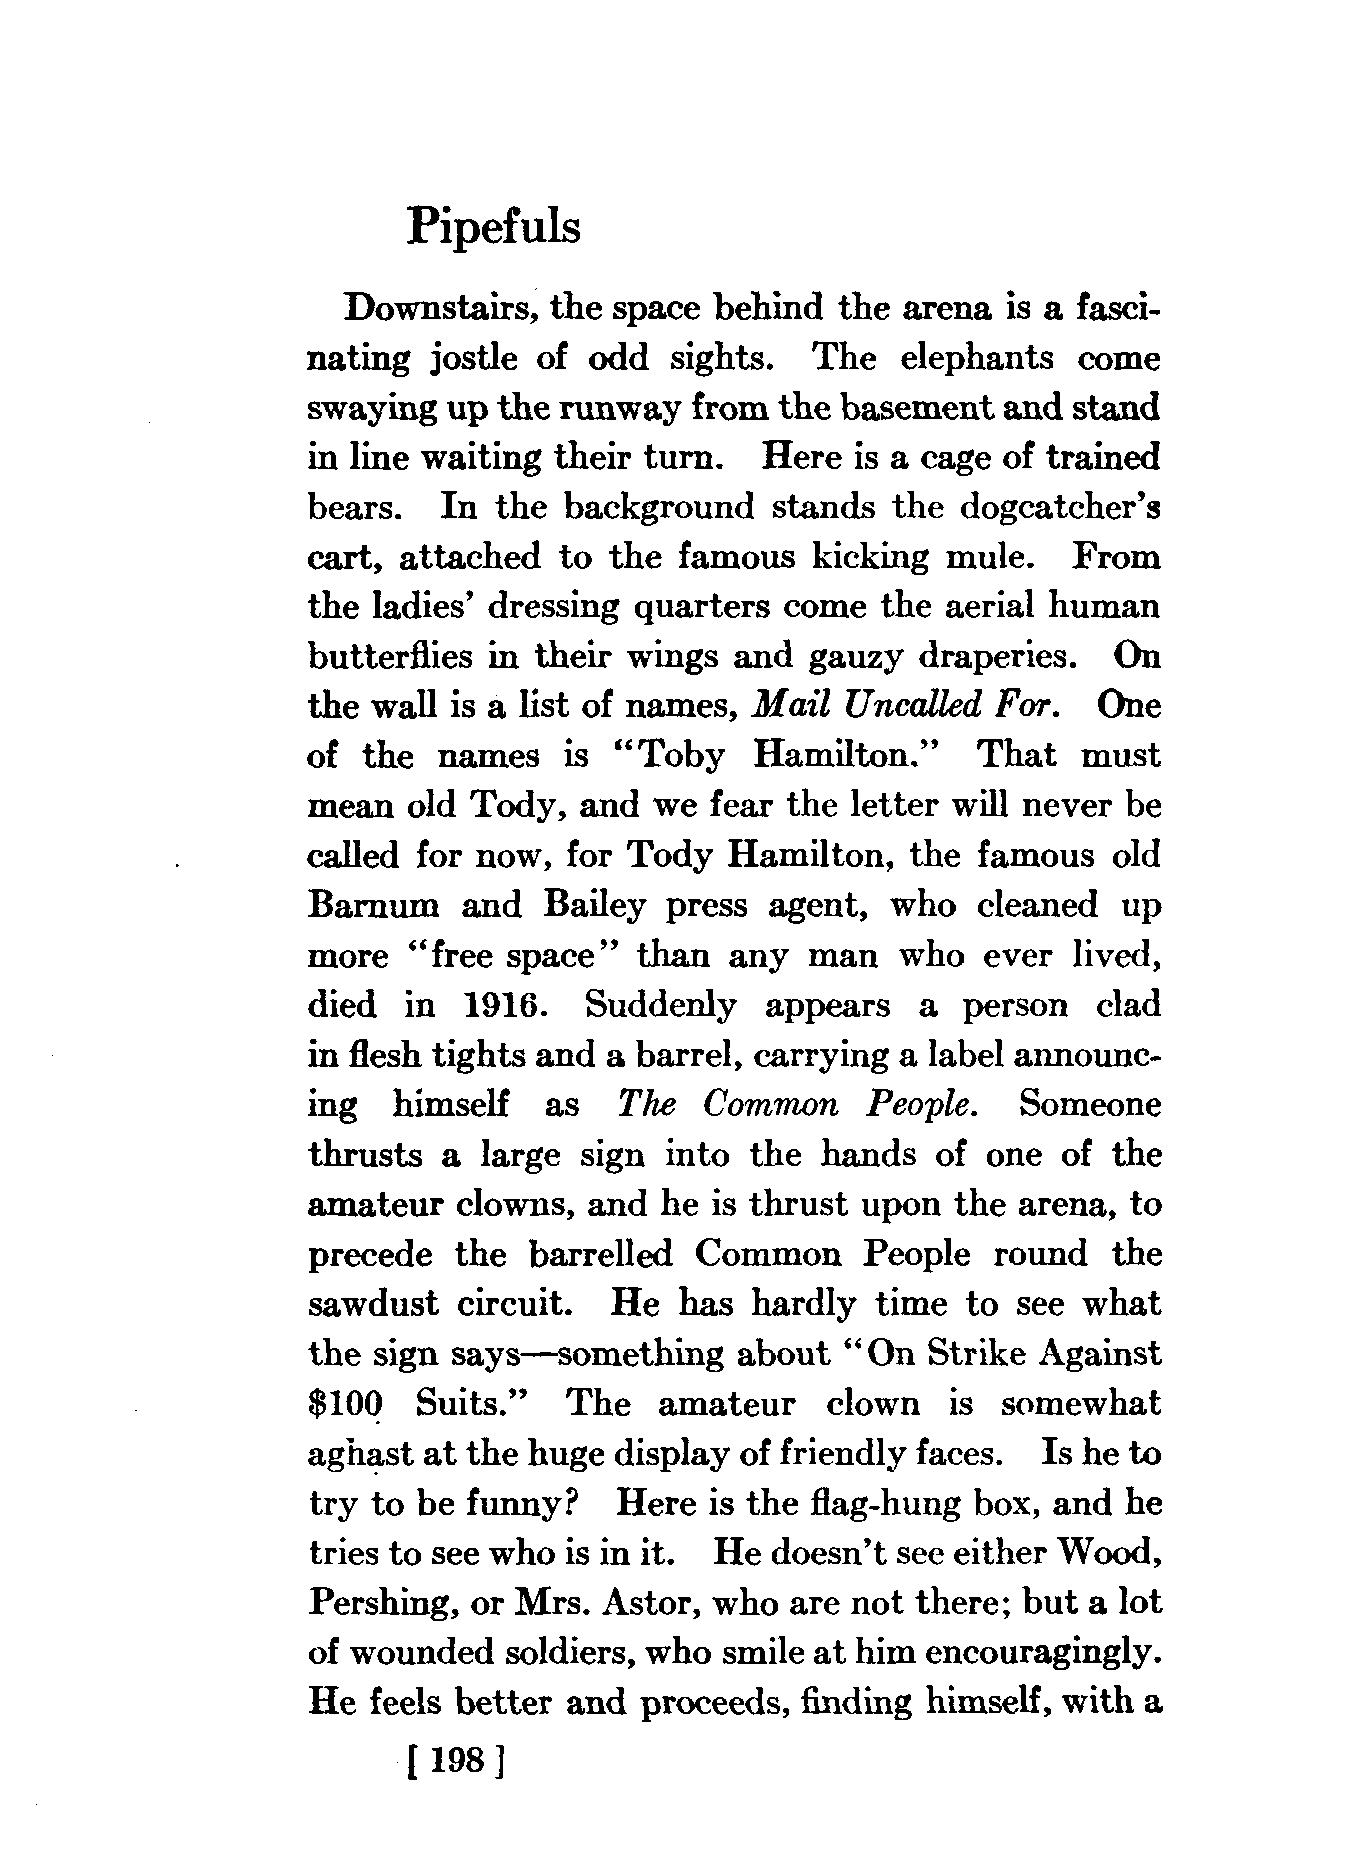 Pipefuls
Downstairs, the space behind the arena is a fasci-
nating jostle of odd sights. The elephants come
swaying up the runway from the basement and stand
in line waiting their turn. Here is a cage of trained
bears. In the background stands the dogcatcher's
cart, attached to the famous kicking mule. From
the ladies' dressing quarters come the aerial human
butterflies in their wings and gauzy draperies. On
the wall is a list of names, Mail Uncalled For. One
of the names is "Toby Hamilton." That must
mean old Tody, and we fear the letter will never be
called for now, for Tody Hamilton, the famous old
Barnum and Bailey press agent, who cleaned up
more "free space" than any man who ever lived,
died in 1916. Suddenly appears a person clad
in flesh tights and a barrel, carrying a label announc-
ing himself as The Common People. Someone
thrusts a large sign into the hands of one of the
amateur clowns, and he is thrust upon the arena, to
precede the barrelled Common People round the
sawdust circuit. He has hardly time to see what
the sign says—something about "On Strike Against
$100 Suits." The amateur clown is somewhat
aghast at the huge display of friendly faces. Is he to
try to be funny? Here is the flag-hung box, and he
tries to see who is in it. He doesn't see either Wood,
Pershing, or Mrs. Astor, who are not there; but a lot
of wounded soldiers, who smile at him encouragingly.
He feels better and proceeds, finding himself, with a
[ 198 ]